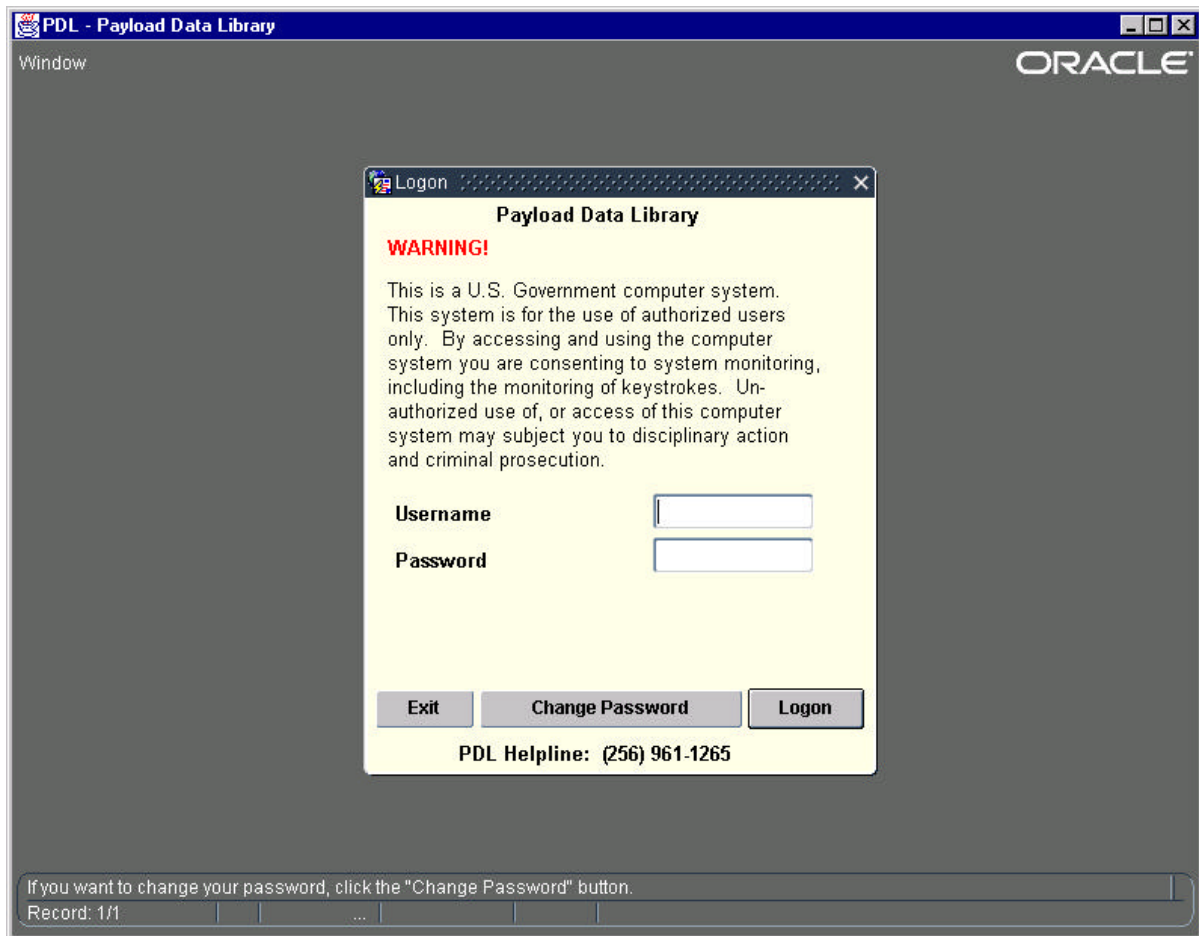 PDL - Payload Data Library
Window
ORACLE
Logon
Payload Data Library
WARNING!
This is a U.S. Government computer system.
This system is for the use of authorized users
only.  By accessing and using the computer
system you are consenting to system monitoring,
including the monitoring of keystrokes.  Un-
authorized use of, or access of this computer
system may subject you to disciplinary action
and criminal prosecution.
Username
Password
Exit
Change Password
Logon
PDL Helpline:  (256) 961-1265
If you want to change your password, click the "Change Password" button.
Record: 1/1
...